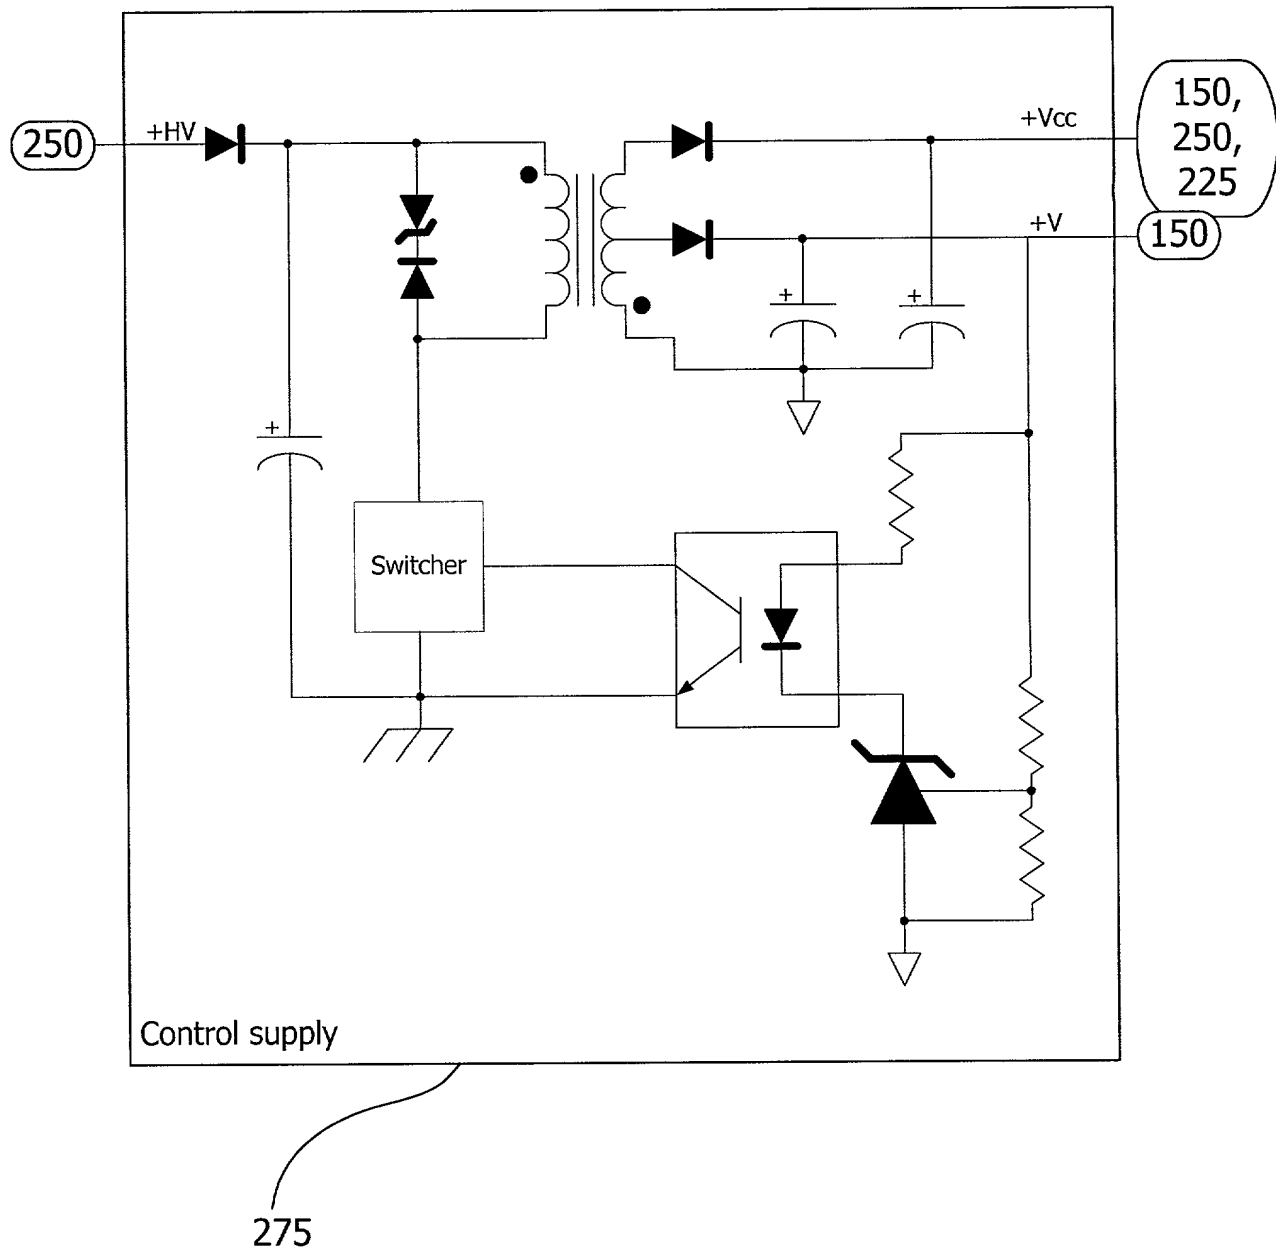 250
+HV
+Vcc
150,
250,
225
+V
150
+
+
+
Switcher
Control supply
275